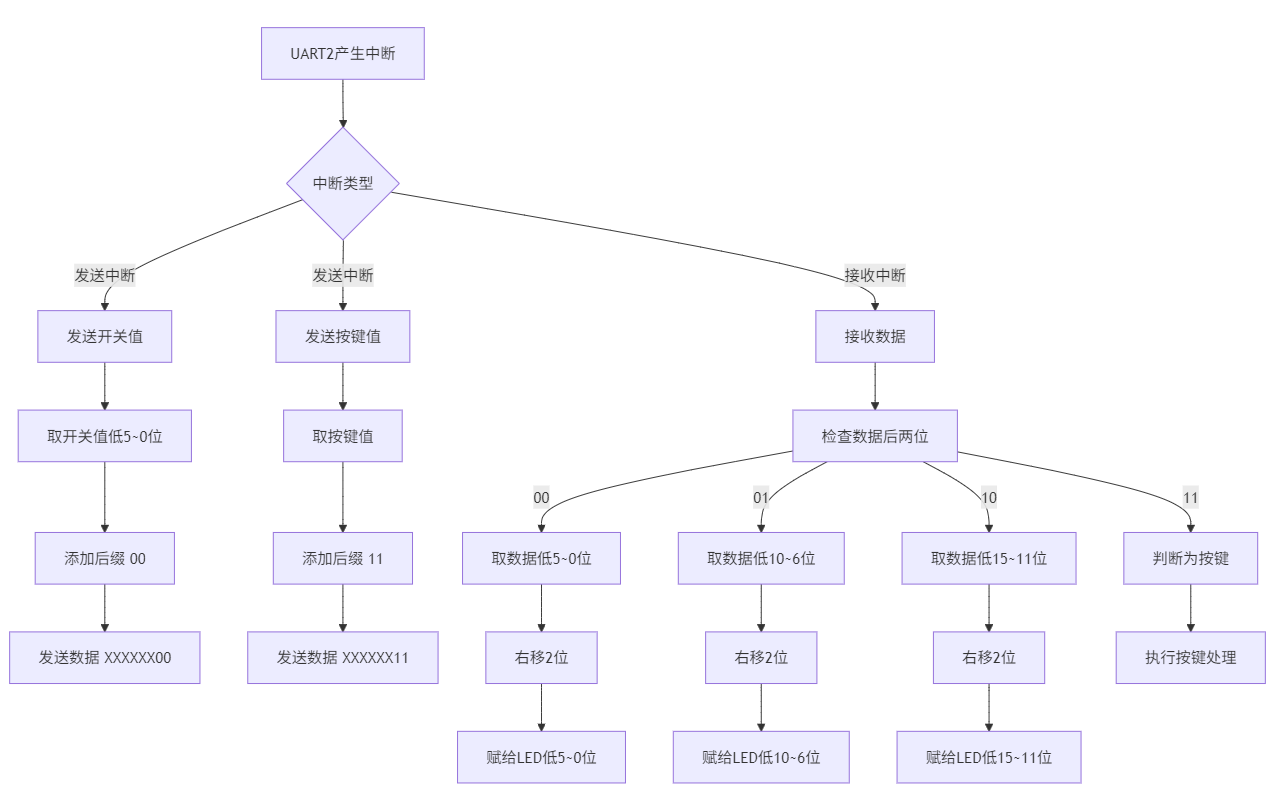 UART2产生中断
中断类型
发送中断
发送中断
接收中断
发送开关值
发送按键值
接收数据
取开关值低5~0位
取按键值
检查数据后两位
00
01
10
11
添加后缀 00
添加后缀 11
取数据低5~0位
取数据低10~6位
取数据低15~11位
判断为按键
发送数据 XXXXXX00
发送数据 XXXXXX11
右移2位
右移2位
右移2位
执行按键处理
赋给LED低5~0位
赋给LED低10~6位
赋给LED低15~11位